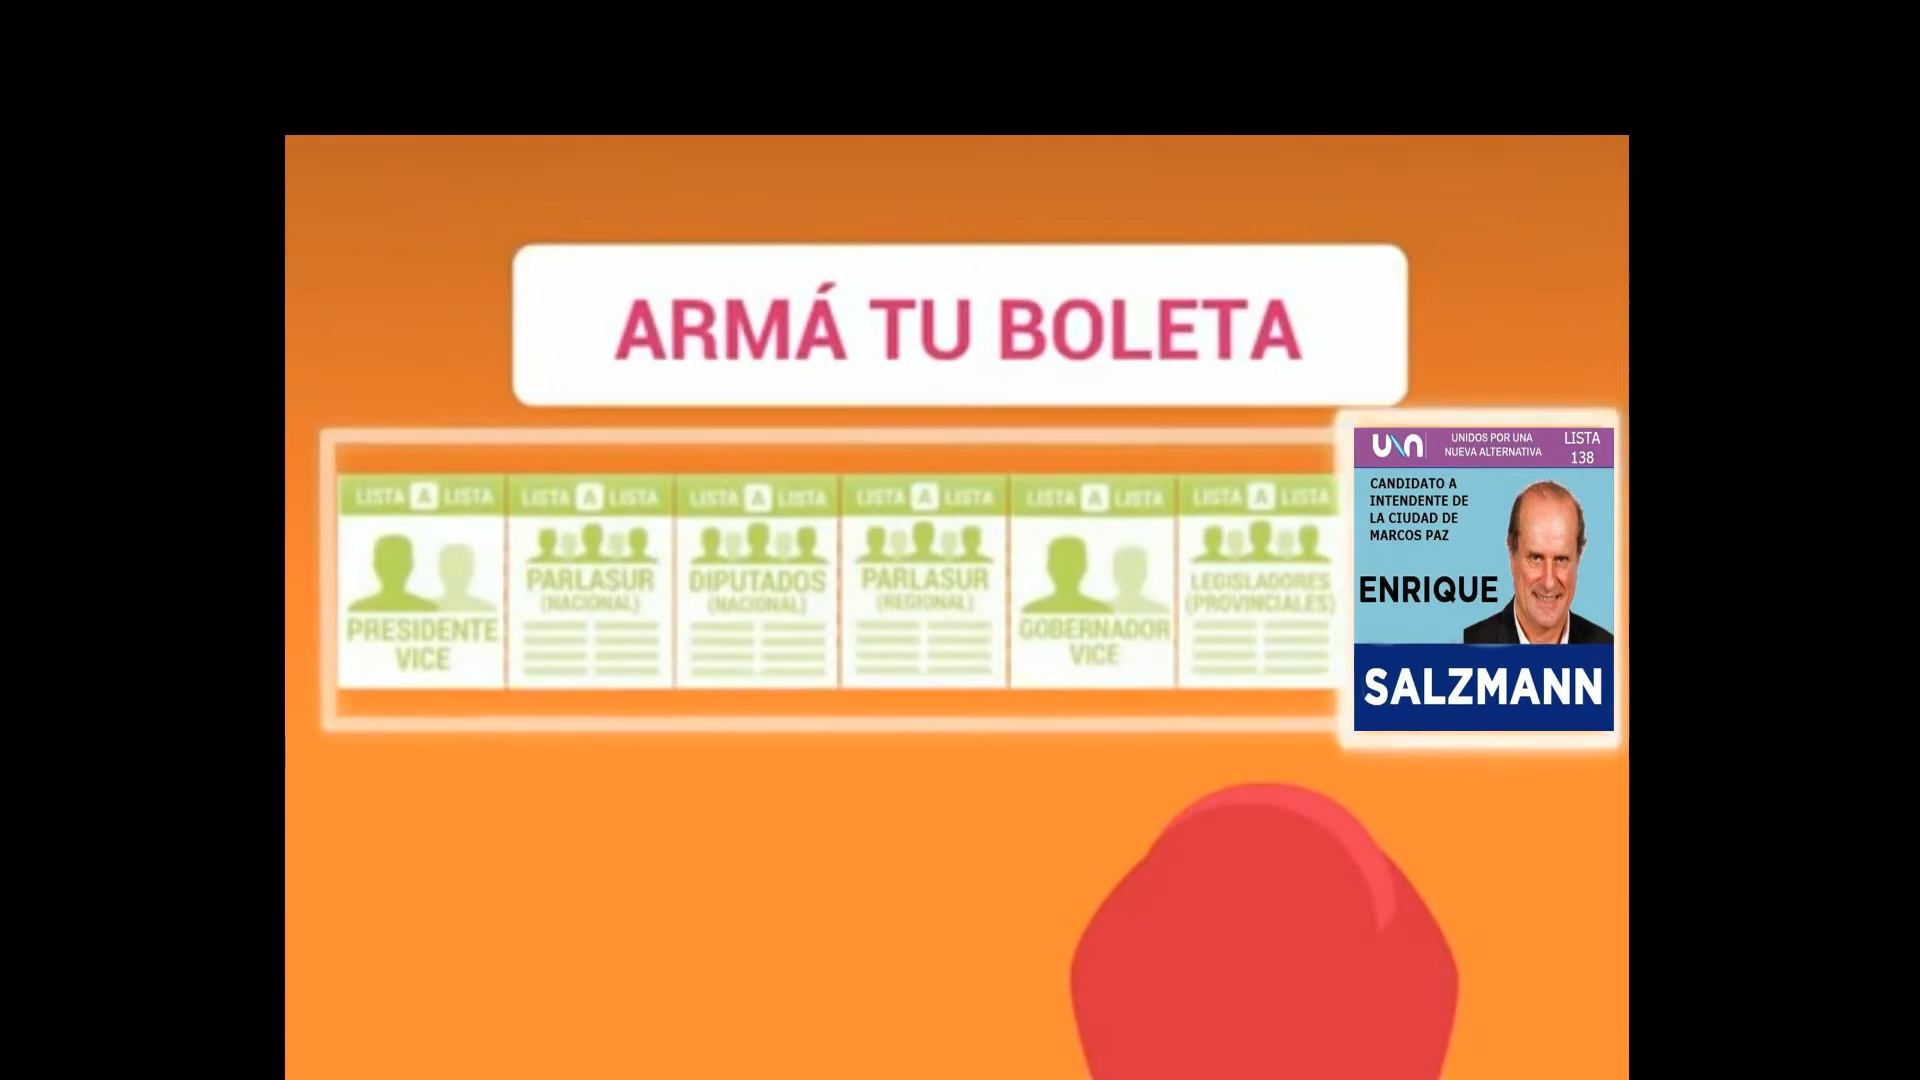 ARMÁ TU BOLETA
LISTA A LISTA
PRESIDENTE
VICE
LISTA A LISTA
PARLASUR
(NACIONAL)
LISTA A LISTA
DIPUTADOS
(NACIONAL)
LISTA A LISTA
PARLASUR
(REGIONAL)
LISTA A LISTA
GOBERNADOR
VICE
LISTA A LISTA
LEGISLADORES
(PROVINCIALES)
UNA
UNIDOS POR UNA
NUEVA ALTERNATIVA
LISTA
138
CANDIDATO A
INTENDENTE DE
LA CIUDAD DE
MARCOS PAZ
ENRIQUE
SALZMANN